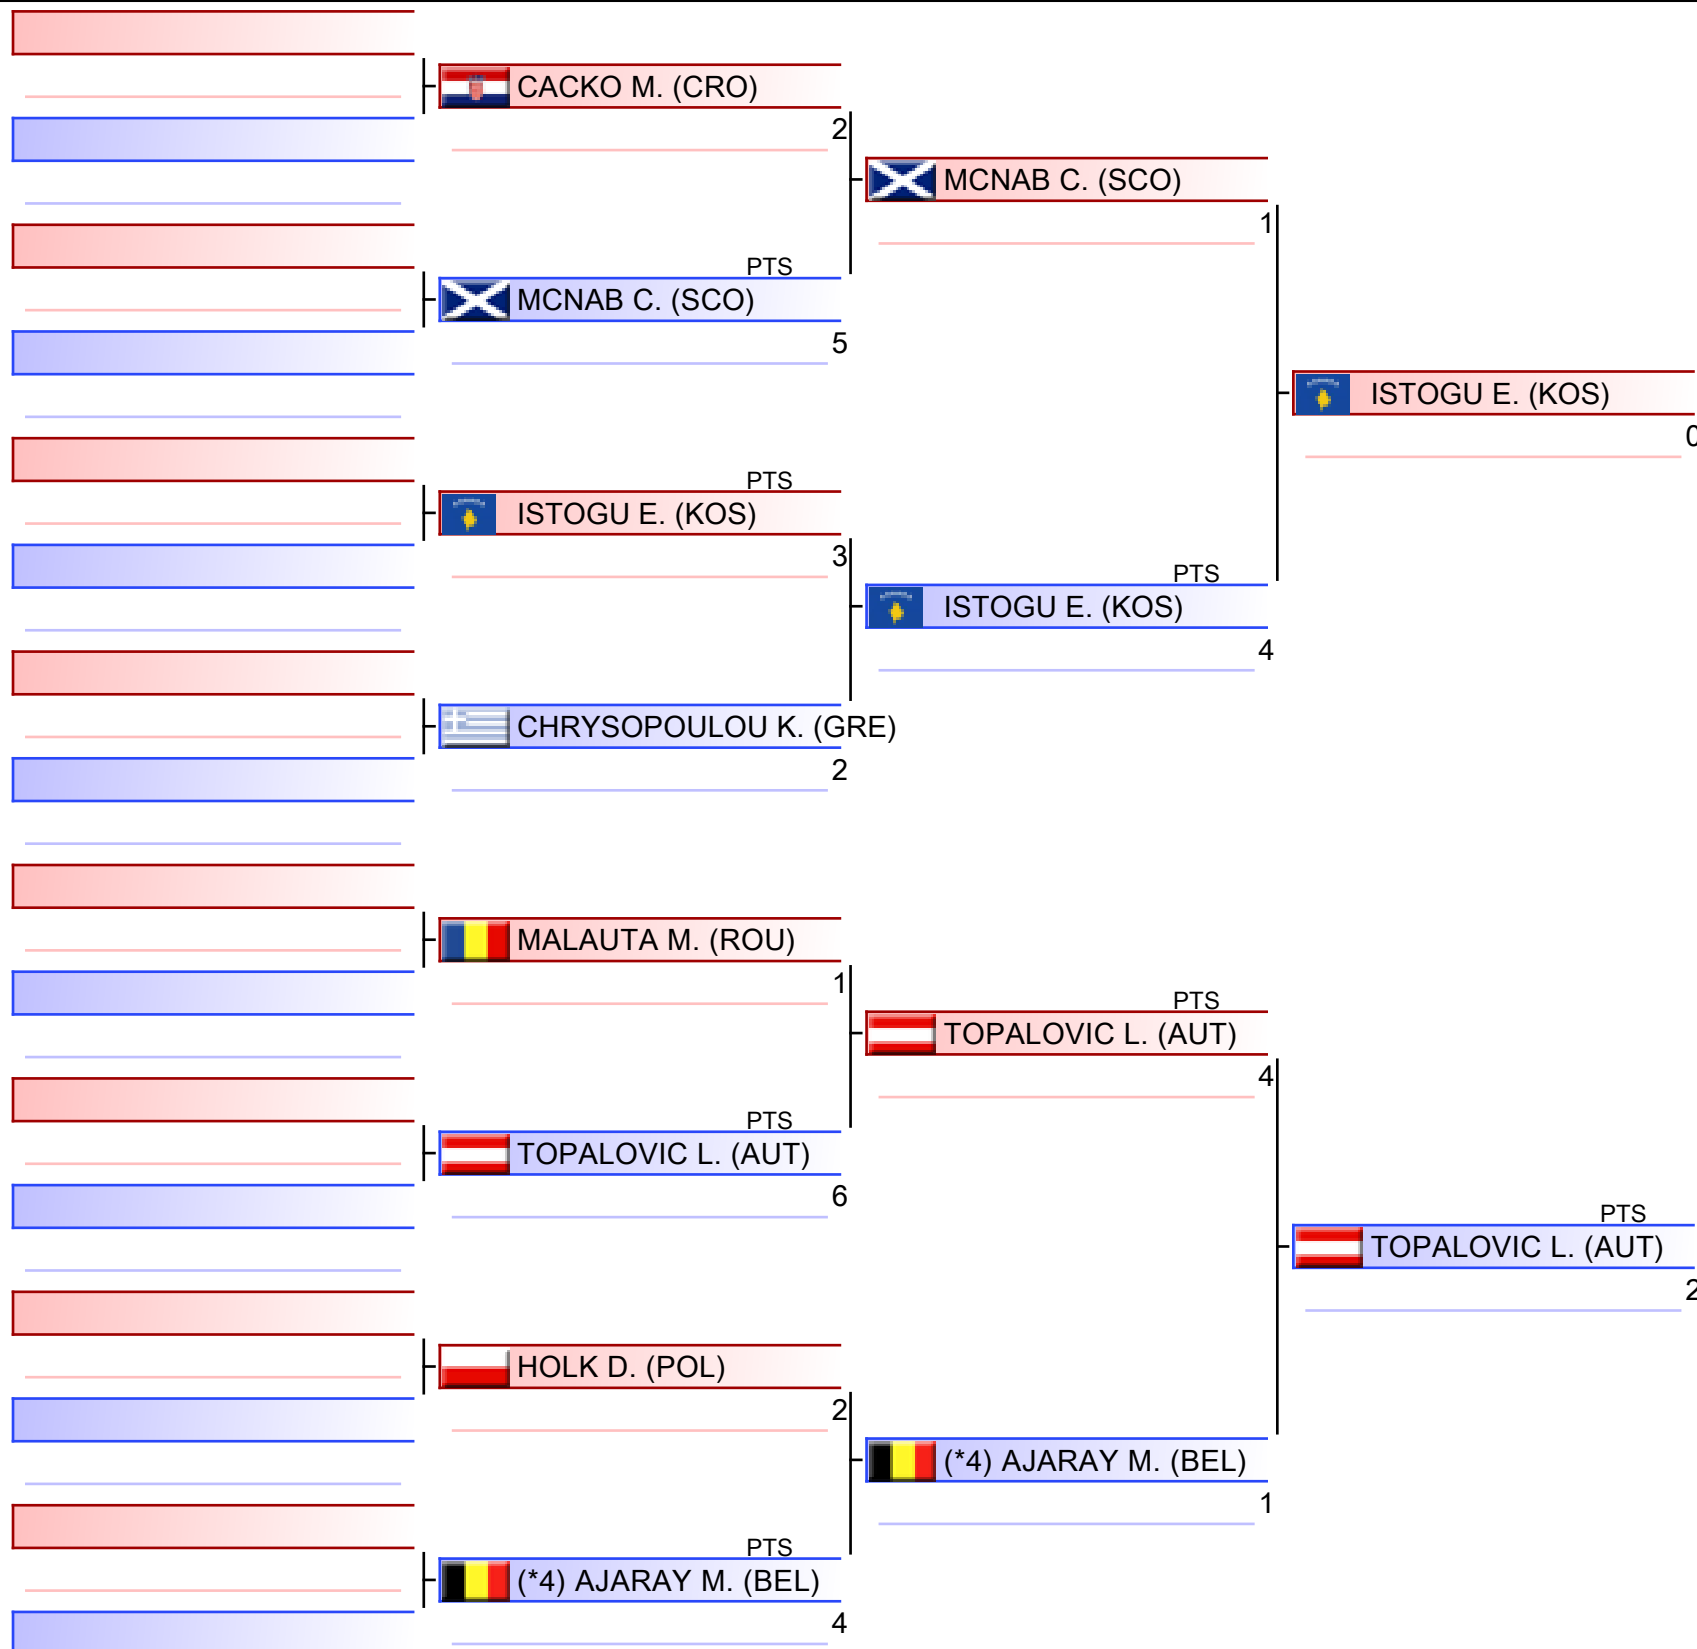 CACKO M. (CRO)
2
MCNAB C. (SCO)
1
PTS
MCNAB C. (SCO)
5
ISTOGU E. (KOS)
0
PTS
ISTOGU E. (KOS)
3
PTS
ISTOGU E. (KOS)
4
CHRYSOPOULOU K. (GRE)
2
MALAUTA M. (ROU)
1
PTS
TOPALOVIC L. (AUT)
4
PTS
TOPALOVIC L. (AUT)
6
PTS
TOPALOVIC L. (AUT)
2
HOLK D. (POL)
2
(*4) AJARAY M. (BEL)
1
PTS
(*4) AJARAY M. (BEL)
4